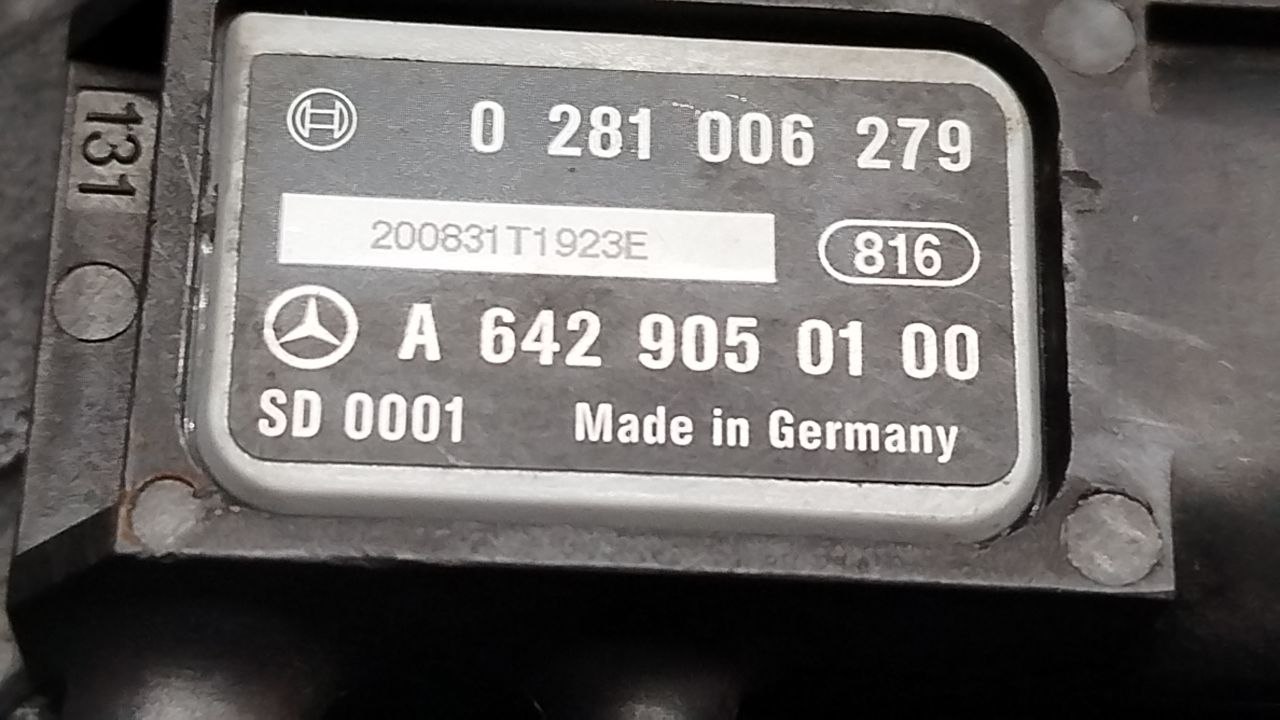 0 281 006 279
200831T1923E 816
A 642 905 01 00
SD 0001 Made in Germany
131